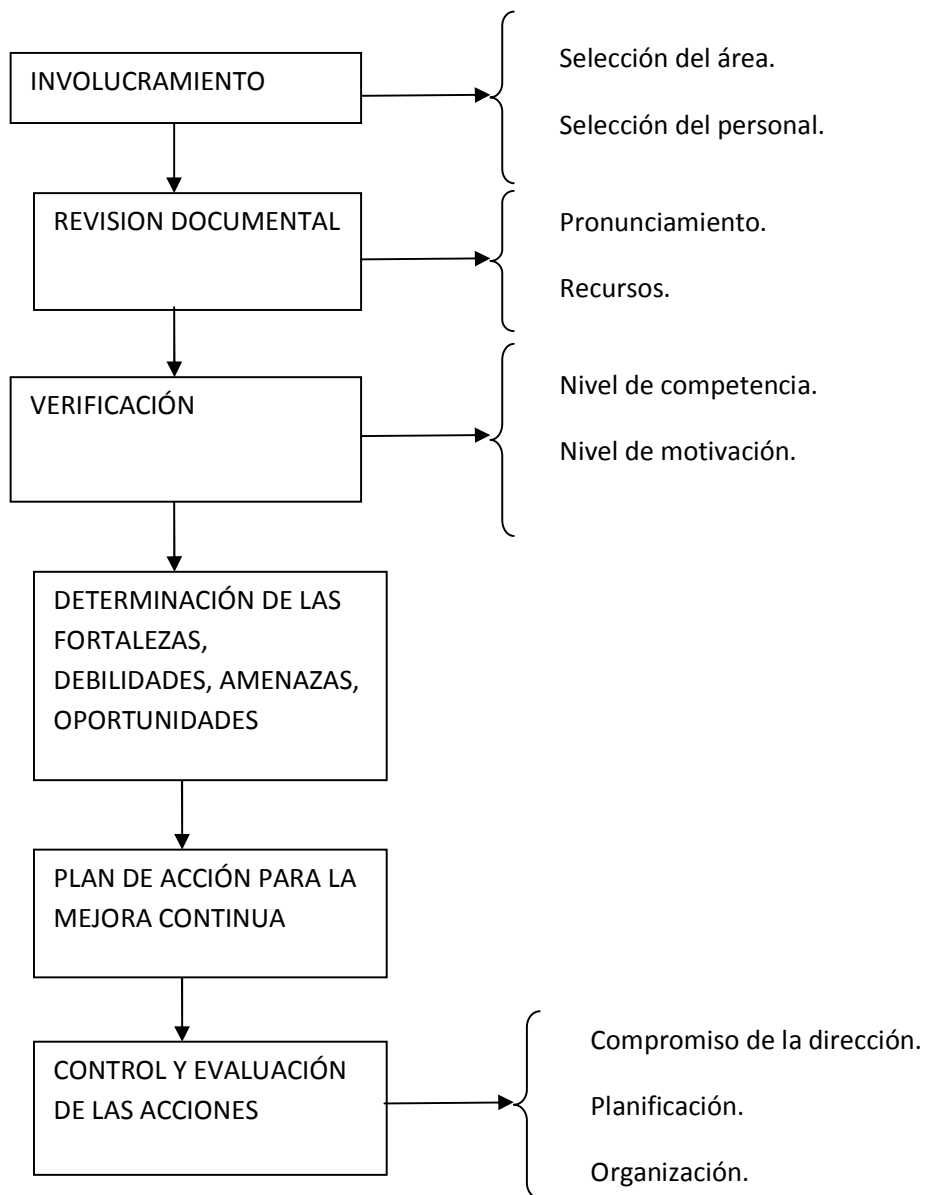 INVOLUCRAMIENTO
Selección del área.
Selección del personal.
REVISION DOCUMENTAL
Pronunciamiento.
Recursos.
VERIFICACIÓN
Nivel de competencia.
Nivel de motivación.
DETERMINACIÓN DE LAS
FORTALEZAS,
DEBILIDADES, AMENAZAS,
OPORTUNIDADES
PLAN DE ACCIÓN PARA LA
MEJORA CONTINUA
CONTROL Y EVALUACIÓN
DE LAS ACCIONES
Compromiso de la dirección.
Planificación.
Organización.